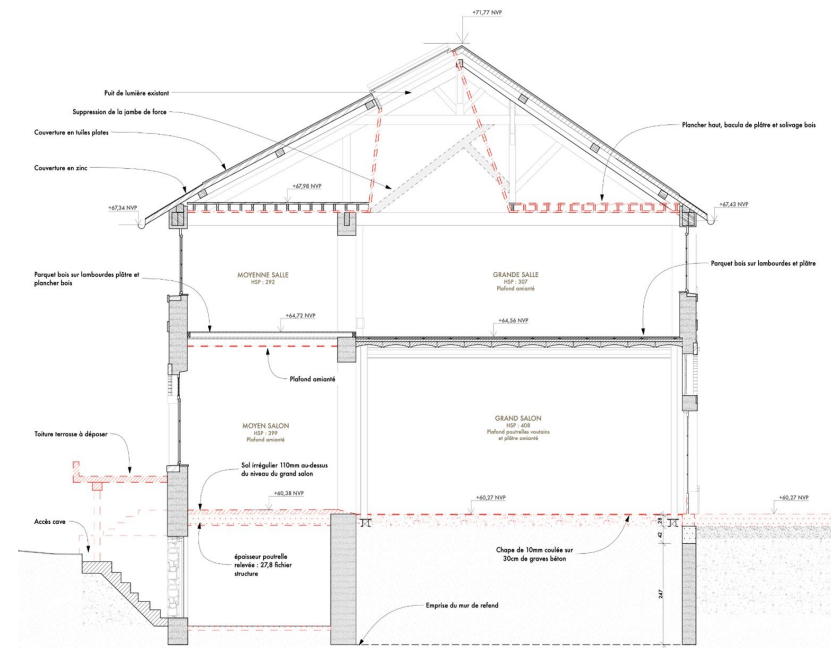 +71,77 NVP
Puit de lumière existant
Suppression de la jambe de force
Couverture en tuiles plates
Plancher haut, bacula de plâtre et solivage bois
Couverture en zinc
+67,98 NVP
+67,34 NVP
+67,43 NVP
Parquet bois sur lambourdes plâtre et
plancher bois
MOYENNE SALLE
HSP : 292
GRANDE SALLE
HSP : 307
Plafond amianté
Parquet bois sur lambourdes et plâtre
+64,72 NVP
+64,56 NVP
Plafond amianté
MOYEN SALON
HSP : 399
Plafond amianté
GRAND SALON
HSP : 408
Plafond poutrelles voutains
et plâtre amianté
Toiture terrasse à déposer
Sol irrégulier 110mm au-dessus
du niveau du grand salon
+60,38 NVP
+60,27 NVP
+60,27 NVP
28
42
Accès cave
épaisseur poutrelle
relevée : 27,8 fichier
structure
Chape de 10mm coulée sur
30cm de graves béton
247
Emprise du mur de refend